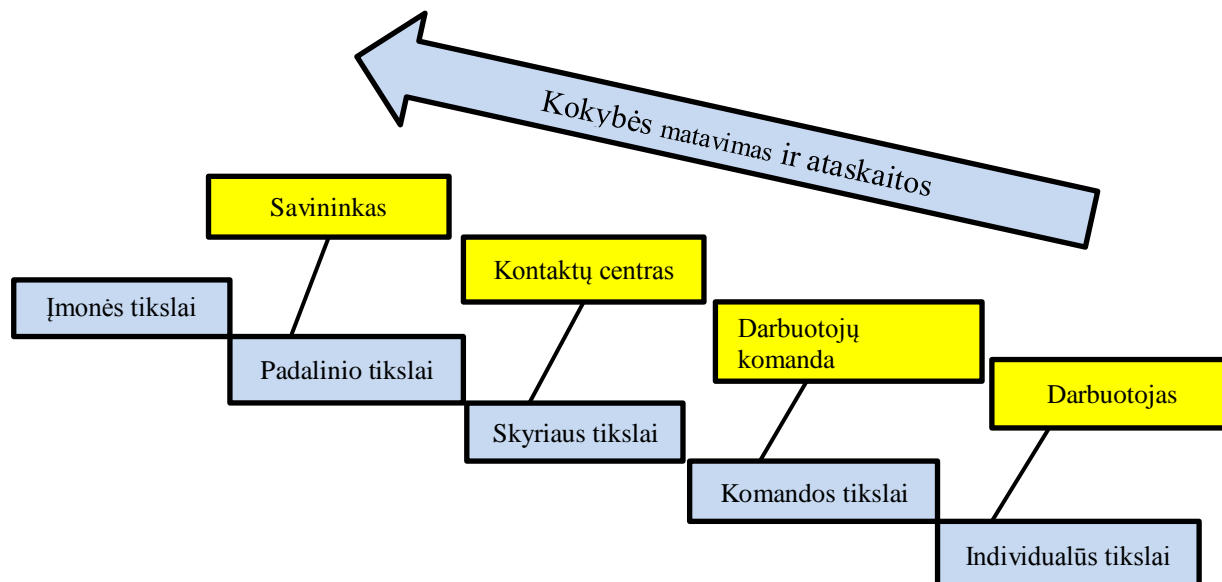 Kokybės matavimas ir ataskaitos
Savininkas
Kontaktų centras
Įmonės tikslai
Darbuotojų
komanda
Padalinio tikslai
Darbuotojas
Skyriaus tikslai
Komandos tikslai
Individualūs tikslai